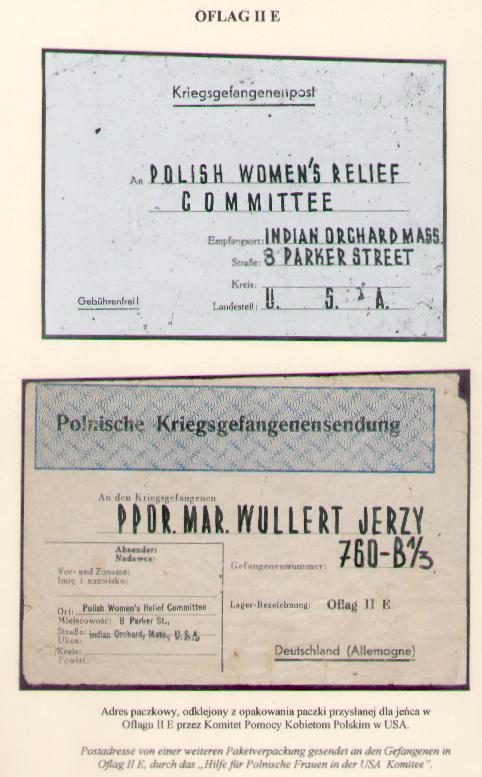 OFLAG II E
Kriegsgefangenenpost
An POLISH WOMEN'S RELIEF
COMMITTEE
Empfangsort: INDIAN ORCHARD MASS.
Straße: 8 PARKER STREET
Kreis:
Landesteil: U. S. A.
Gebührenfrei!
Polnische Kriegsgefangenensendung
An den Kriegsgefangenen
PPOR. MAR. WULLERT JERZY
Gefangenennummer: 760-B 1/3
Lager-Bezeichnung: Oflag II E
Deutschland (Allemagne)
Absender:
Nadawca:
Vor- und Zuname:
Imię i nazwisko:
Ort: Polish Women's Relief Committee
Miejscowość: 8 Parker St.,
Straße: Indian Orchard, Mass., U.S.A.
Ulica:
Kreis:
Powiat:
Adres paczkowy, odklejony z opakowania paczki przysłanej dla jeńca w
Oflagu II E przez Komitet Pomocy Kobietom Polskim w USA.
Postadresse von einer weiteren Paketverpackung gesendet an den Gefangenen in
Oflag II E, durch das „Hilfe für Polnische Frauen in der USA Komitee".